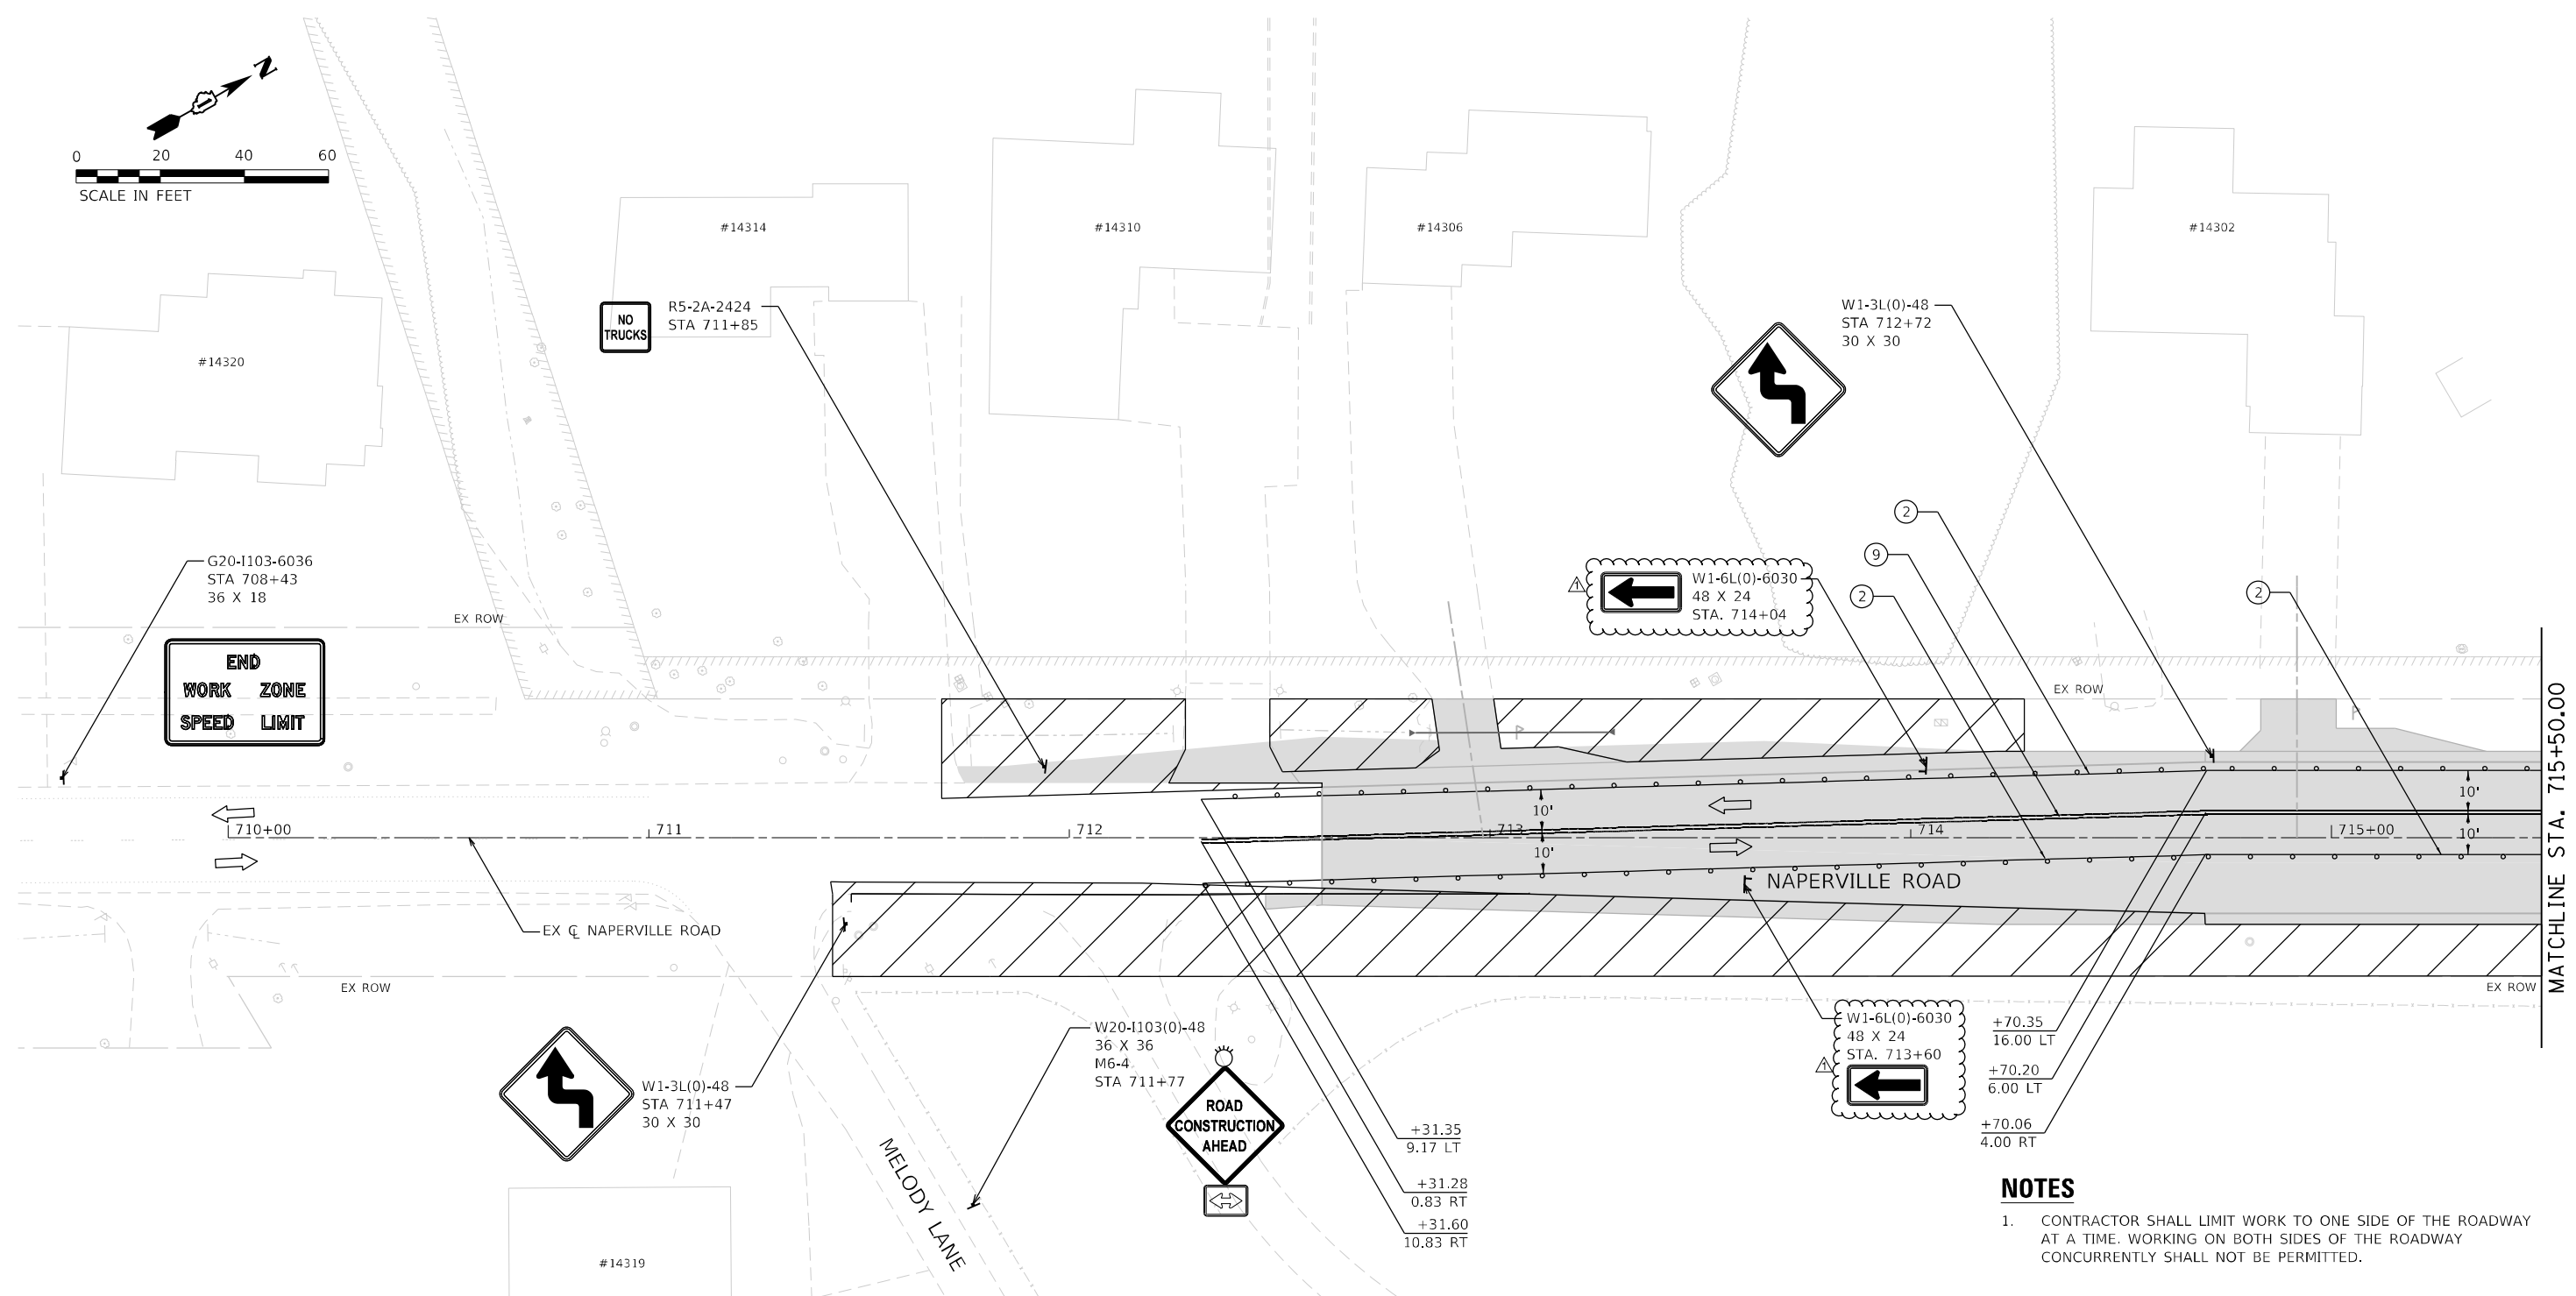 N
0 20 40 60
SCALE IN FEET
#14320
#14314
#14310
#14306
#14302
NO
TRUCKS
R5-2A-2424
STA 711+85
W1-3L(0)-48
STA 712+72
30 X 30
2
9
2
2
G20-I103-6036
STA 708+43
36 X 18
END
WORK ZONE
SPEED LIMIT
EX ROW
1
W1-6L(0)-6030
48 X 24
STA. 714+04
EX ROW
P
P
710+00
711
712
713
714
715+00
10'
10'
10'
10'
NAPERVILLE ROAD
EX ℄ NAPERVILLE ROAD
EX ROW
EX ROW
MATCHLINE STA. 715+50.00
W1-3L(0)-48
STA 711+47
30 X 30
W20-I103(0)-48
36 X 36
M6-4
STA 711+77
ROAD
CONSTRUCTION
AHEAD
MELODY LANE
#14319
+31.35
9.17 LT
+31.28
0.83 RT
+31.60
10.83 RT
W1-6L(0)-6030
48 X 24
STA. 713+60
1
+70.35
16.00 LT
+70.20
6.00 LT
+70.06
4.00 RT
NOTES
1. CONTRACTOR SHALL LIMIT WORK TO ONE SIDE OF THE ROADWAY
AT A TIME. WORKING ON BOTH SIDES OF THE ROADWAY
CONCURRENTLY SHALL NOT BE PERMITTED.